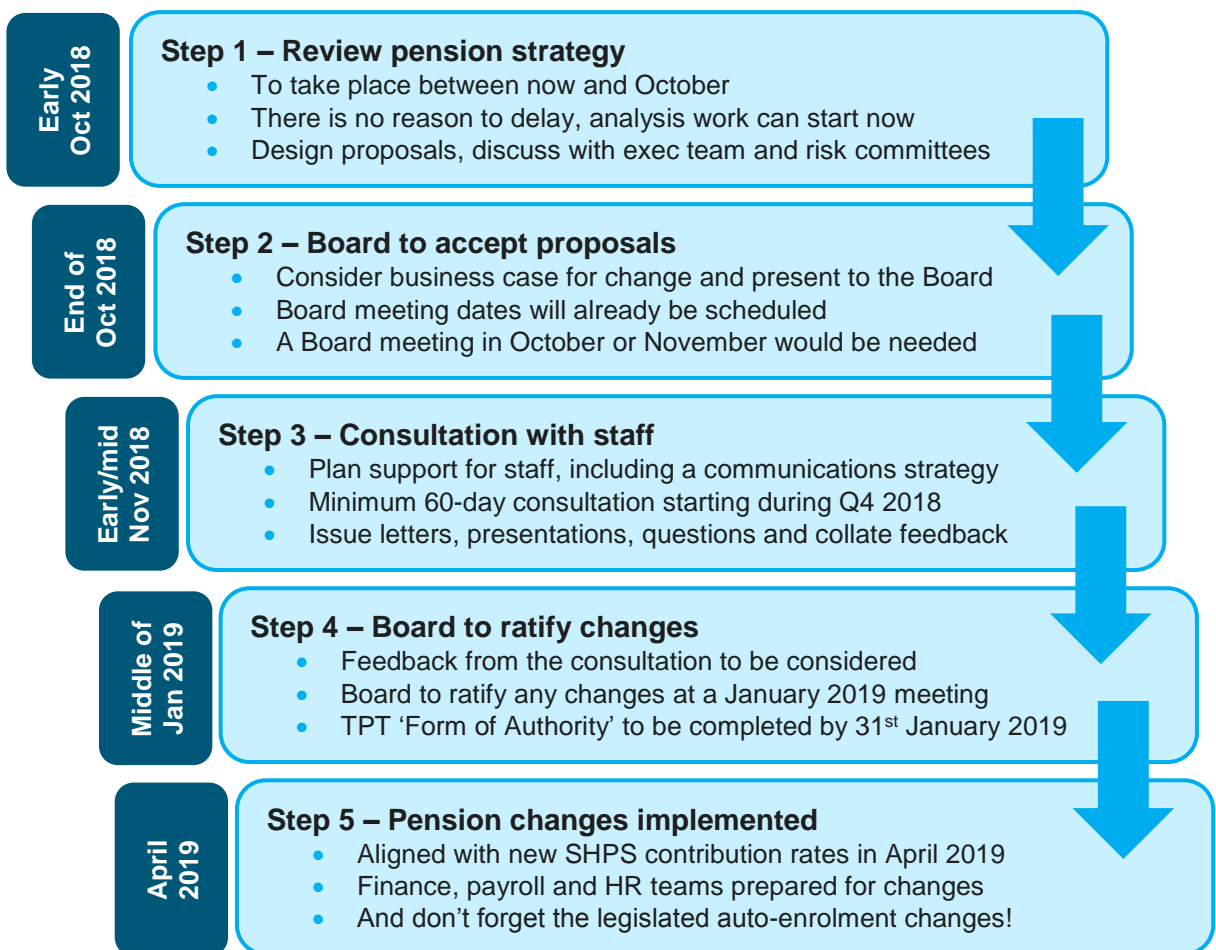 Early
Oct 2018
Step 1 – Review pension strategy
• To take place between now and October
• There is no reason to delay, analysis work can start now
• Design proposals, discuss with exec team and risk committees
End of
Oct 2018
Step 2 – Board to accept proposals
• Consider business case for change and present to the Board
• Board meeting dates will already be scheduled
• A Board meeting in October or November would be needed
Early/mid
Nov 2018
Step 3 – Consultation with staff
• Plan support for staff, including a communications strategy
• Minimum 60-day consultation starting during Q4 2018
• Issue letters, presentations, questions and collate feedback
Middle of
Jan 2019
Step 4 – Board to ratify changes
• Feedback from the consultation to be considered
• Board to ratify any changes at a January 2019 meeting
• TPT ‘Form of Authority’ to be completed by 31st January 2019
April
2019
Step 5 – Pension changes implemented
• Aligned with new SHPS contribution rates in April 2019
• Finance, payroll and HR teams prepared for changes
• And don’t forget the legislated auto-enrolment changes!